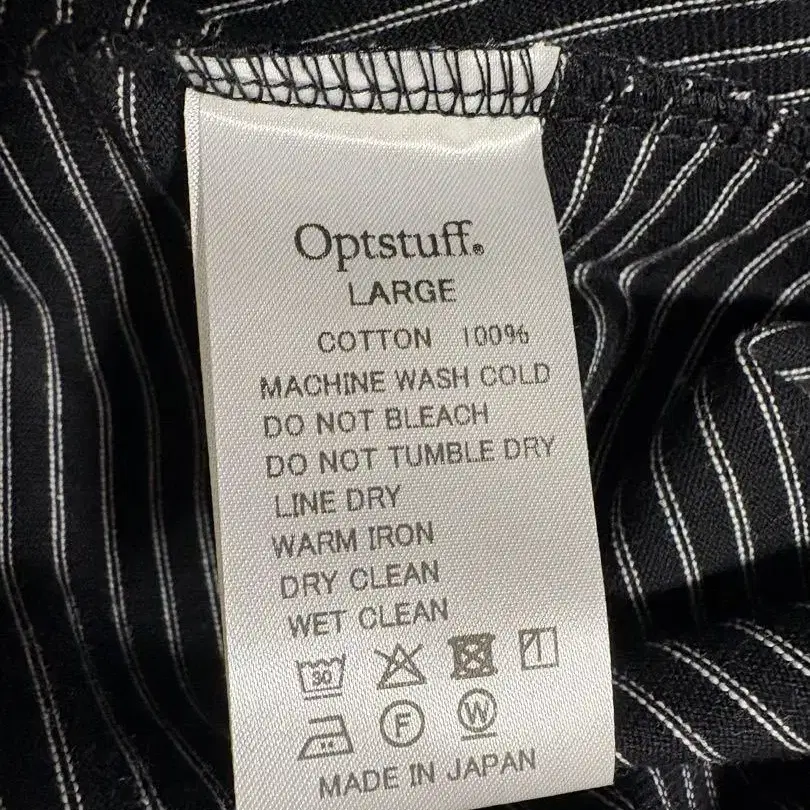 Optstuff®
LARGE
COTTON 100%
MACHINE WASH COLD
DO NOT BLEACH
DO NOT TUMBLE DRY
LINE DRY
WARM IRON
DRY CLEAN
WET CLEAN
30
F W
MADE IN JAPAN